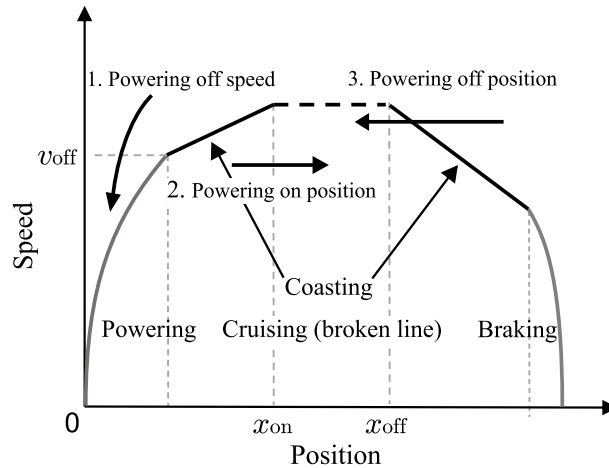 1. Powering off speed
3. Powering off position
voff
2. Powering on position
Coasting
Powering
Cruising (broken line)
Braking
Speed
0
xon
xoff
Position